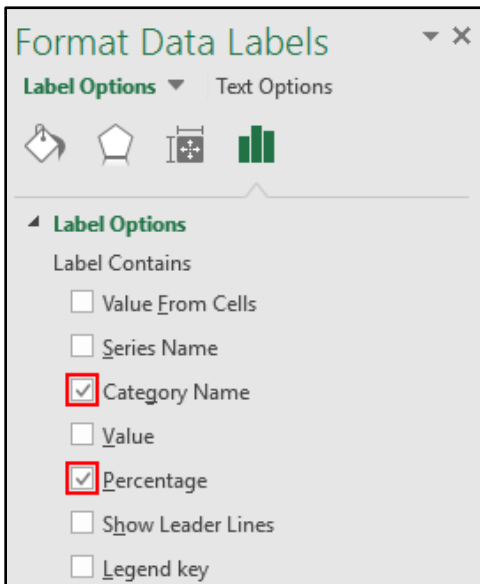 Format Data Labels
Label Options Text Options
Label Options
Label Contains
Value From Cells
Series Name
Category Name
Value
Percentage
Show Leader Lines
Legend key